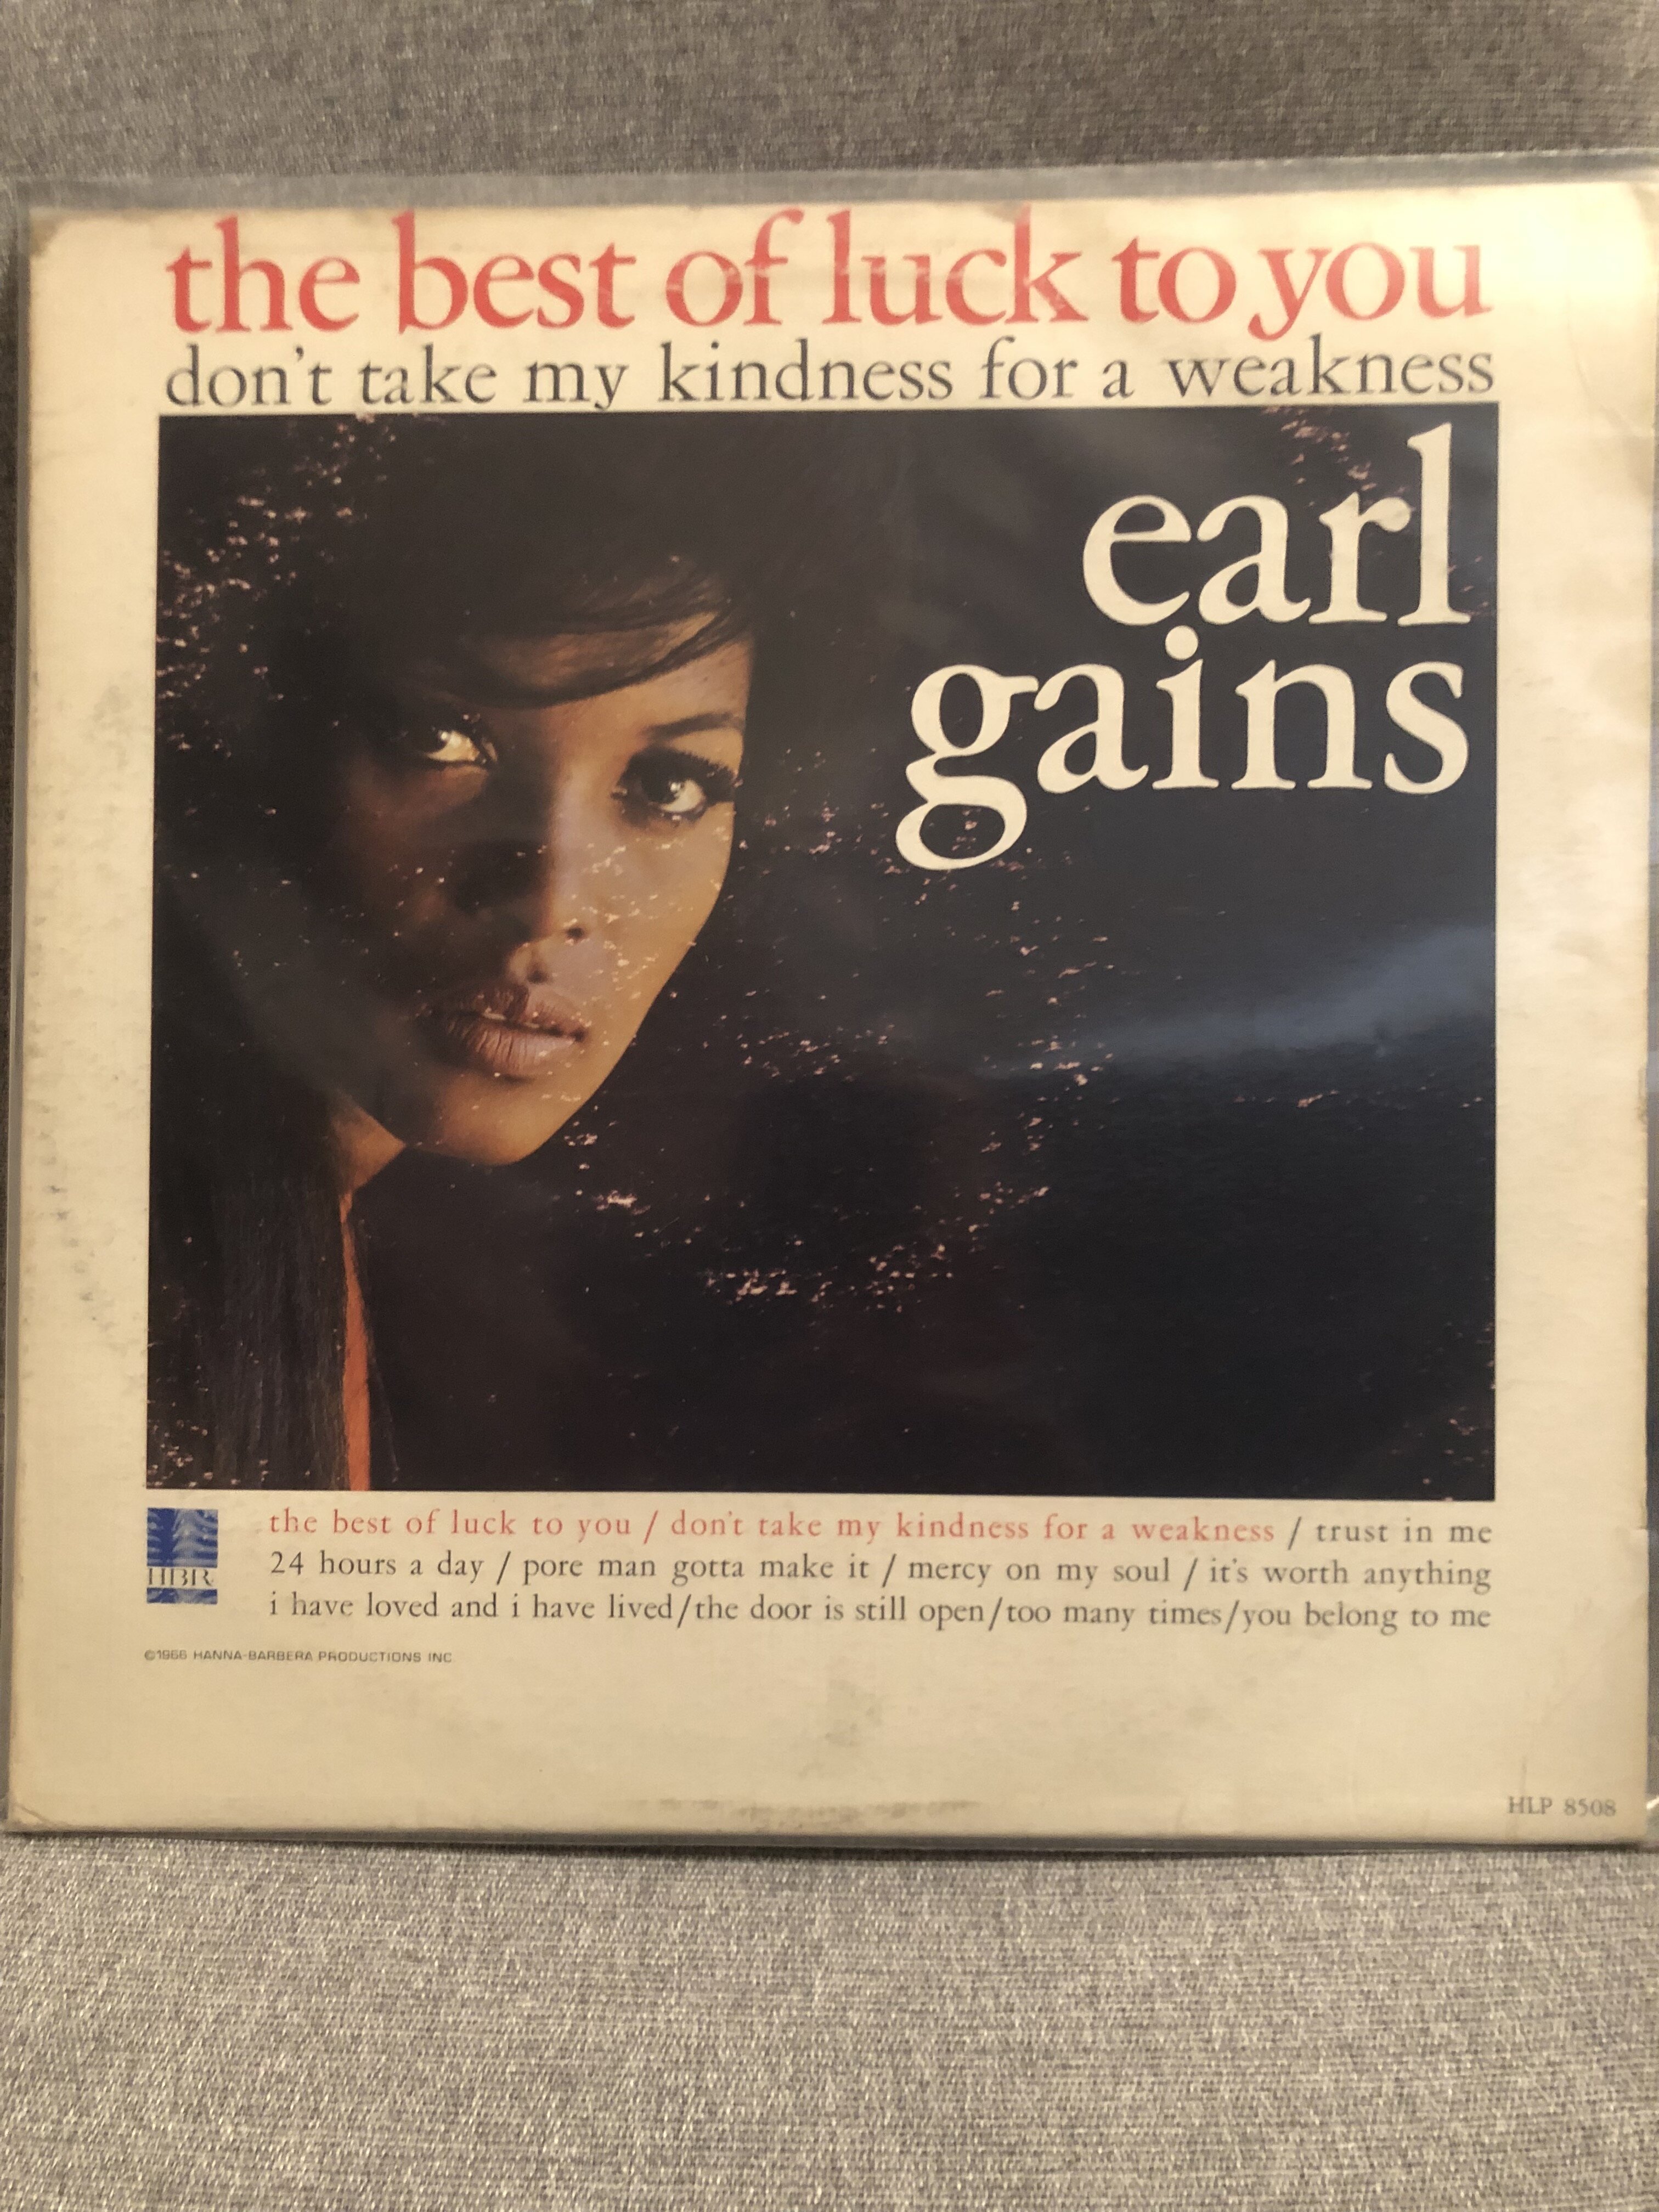 the best of luck to you
don't take my kindness for a weakness
earl
gains
the best of luck to you / don't take my kindness for a weakness / trust in me
24 hours a day / pore man gotta make it / mercy on my soul / it's worth anything
i have loved and i have lived/the door is still open/too many times/you belong to me
HBR
©1966 HANNA-BARBERA PRODUCTIONS INC
HLP 8508